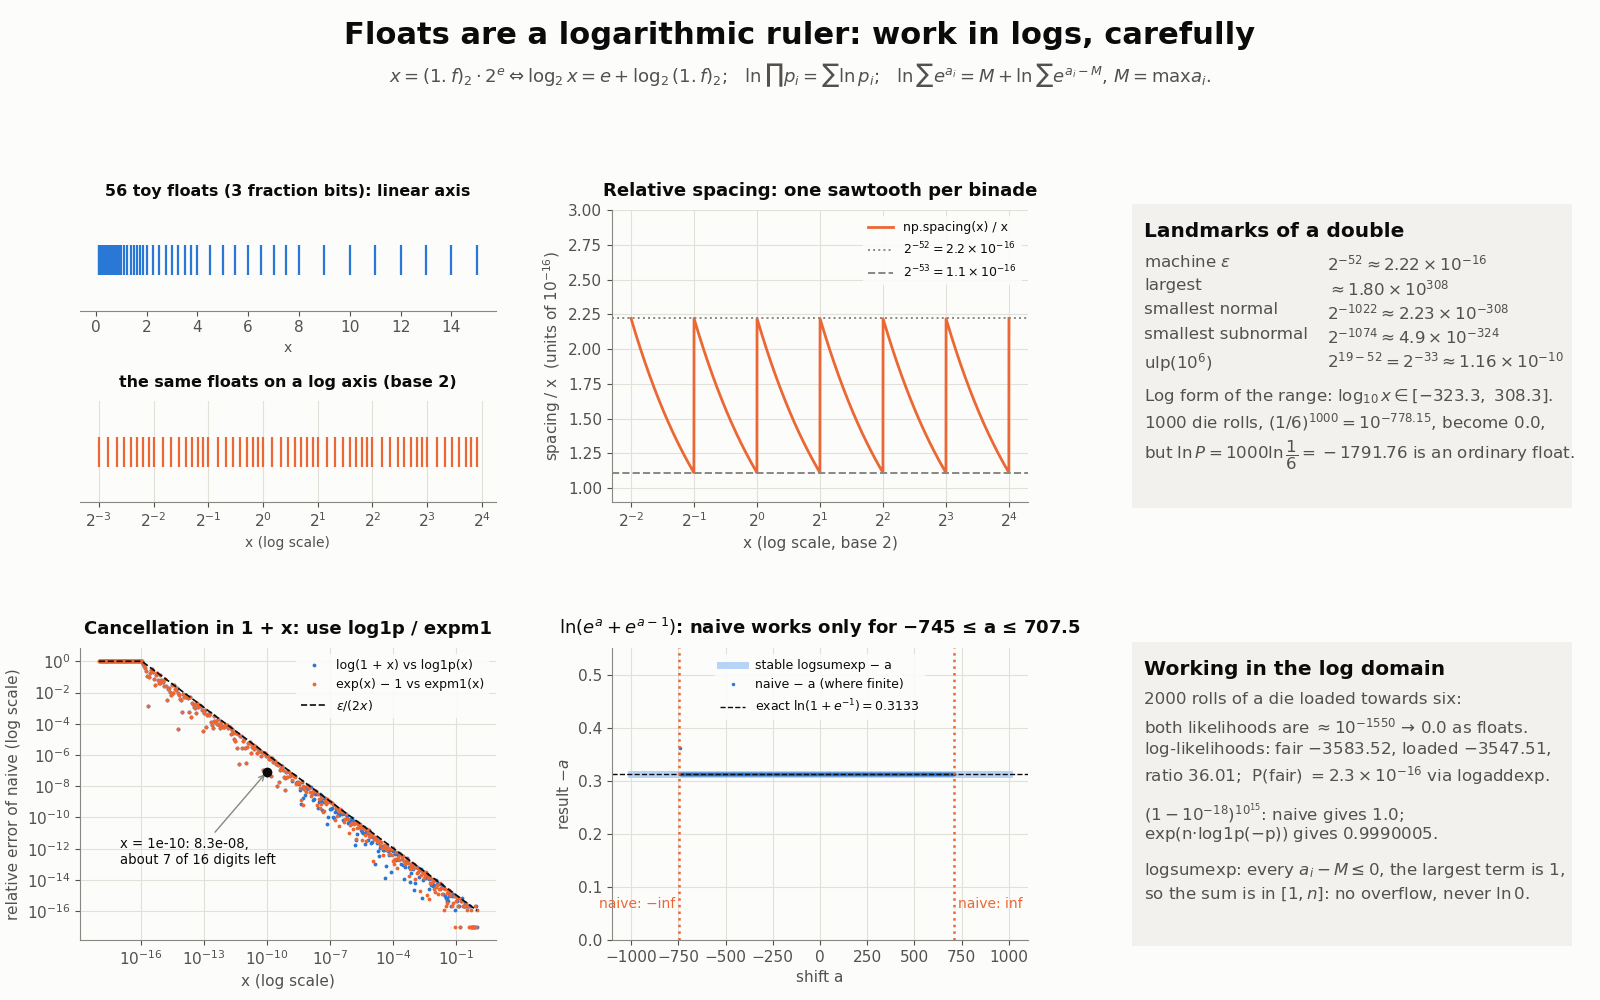 Floats are a logarithmic ruler: work in logs, carefully
x = (1. f)₂ · 2ᵉ ⇔ log₂ x = e + log₂ (1. f)₂;   ln ∏ pᵢ = ∑ ln pᵢ;   ln ∑ e^{aᵢ} = M + ln ∑ e^{aᵢ−M}, M = max aᵢ.
56 toy floats (3 fraction bits): linear axis
0 2 4 6 8 10 12 14
x
the same floats on a log axis (base 2)
2⁻³ 2⁻² 2⁻¹ 2⁰ 2¹ 2² 2³ 2⁴
x (log scale)
Relative spacing: one sawtooth per binade
3.00
2.75
2.50
2.25
2.00
1.75
1.50
1.25
1.00
spacing / x (units of 10⁻¹⁶)
np.spacing(x) / x
2⁻⁵² = 2.2 × 10⁻¹⁶
2⁻⁵³ = 1.1 × 10⁻¹⁶
2⁻² 2⁻¹ 2⁰ 2¹ 2² 2³ 2⁴
x (log scale, base 2)
Landmarks of a double
machine ε 2⁻⁵² ≈ 2.22 × 10⁻¹⁶
largest ≈ 1.80 × 10³⁰⁸
smallest normal 2⁻¹⁰²² ≈ 2.23 × 10⁻³⁰⁸
smallest subnormal 2⁻¹⁰⁷⁴ ≈ 4.9 × 10⁻³²⁴
ulp(10⁶) 2¹⁹⁻⁵² = 2⁻³³ ≈ 1.16 × 10⁻¹⁰
Log form of the range: log₁₀ x ∈ [−323.3, 308.3].
1000 die rolls, (1/6)¹⁰⁰⁰ = 10^{−778.15}, become 0.0,
but ln P = 1000 ln 1/6 = −1791.76 is an ordinary float.
Cancellation in 1 + x: use log1p / expm1
10⁰
10⁻²
10⁻⁴
10⁻⁶
10⁻⁸
10⁻¹⁰
10⁻¹²
10⁻¹⁴
10⁻¹⁶
relative error of naive (log scale)
log(1 + x) vs log1p(x)
exp(x) − 1 vs expm1(x)
ε/(2x)
x = 1e-10: 8.3e-08,
about 7 of 16 digits left
10⁻¹⁶ 10⁻¹³ 10⁻¹⁰ 10⁻⁷ 10⁻⁴ 10⁻¹
x (log scale)
ln(eᵃ + eᵃ⁻¹): naive works only for −745 ≤ a ≤ 707.5
0.5
0.4
0.3
0.2
0.1
0.0
result −a
stable logsumexp − a
naive − a (where finite)
exact ln(1 + e⁻¹) = 0.3133
naive: −inf
naive: inf
−1000 −750 −500 −250 0 250 500 750 1000
shift a
Working in the log domain
2000 rolls of a die loaded towards six:
both likelihoods are ≈ 10⁻¹⁵⁵⁰ → 0.0 as floats.
log-likelihoods: fair −3583.52, loaded −3547.51,
ratio 36.01;  P(fair) = 2.3 × 10⁻¹⁶ via logaddexp.
(1 − 10⁻¹⁸)^{10¹⁵}: naive gives 1.0;
exp(n·log1p(−p)) gives 0.9990005.
logsumexp: every aᵢ − M ≤ 0, the largest term is 1,
so the sum is in [1, n]: no overflow, never ln 0.